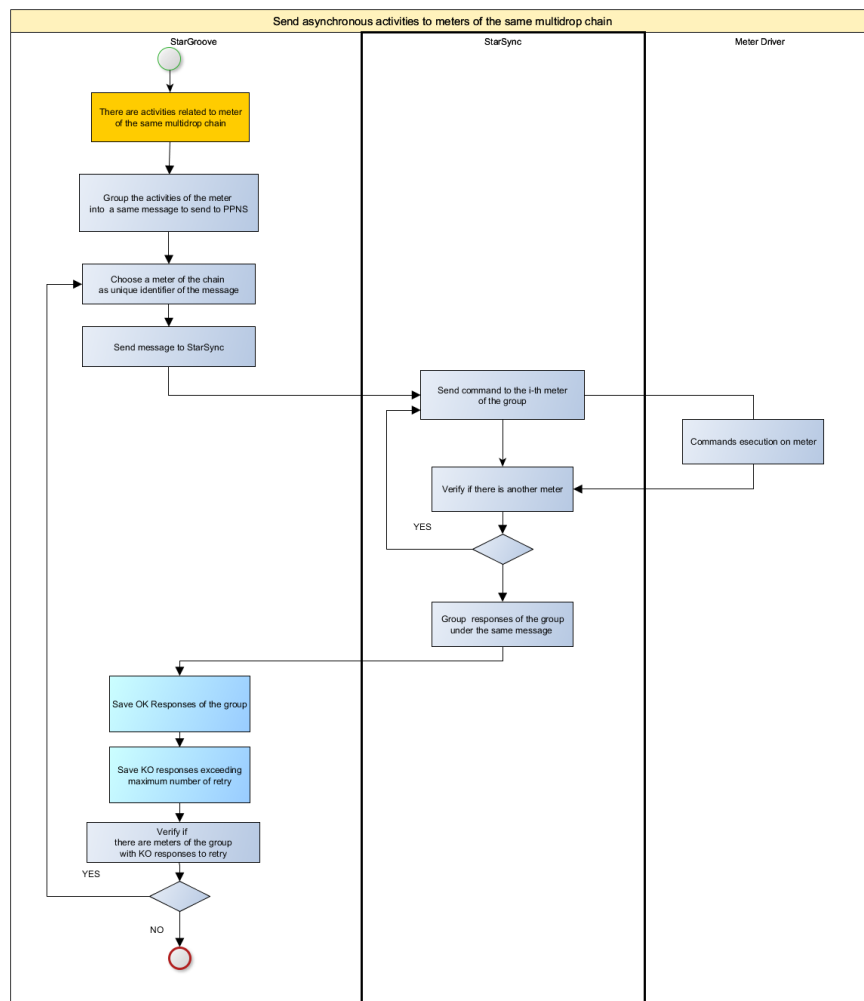 Send asynchronous activities to meters of the same multidrop chain
StarGroove
StarSync
Meter Driver
There are activities related to meter
of the same multidrop chain
Group the activities of the meter
into a same message to send to PPNS
Choose a meter of the chain
as unique identifier of the message
Send message to StarSync
Send command to the i-th meter
of the group
Commands esecution on meter
Verify if there is another meter
YES
Group responses of the group
under the same message
Save OK Responses of the group
Save KO responses exceeding
maximum number of retry
Verify if
there are meters of the group
with KO responses to retry
YES
NO